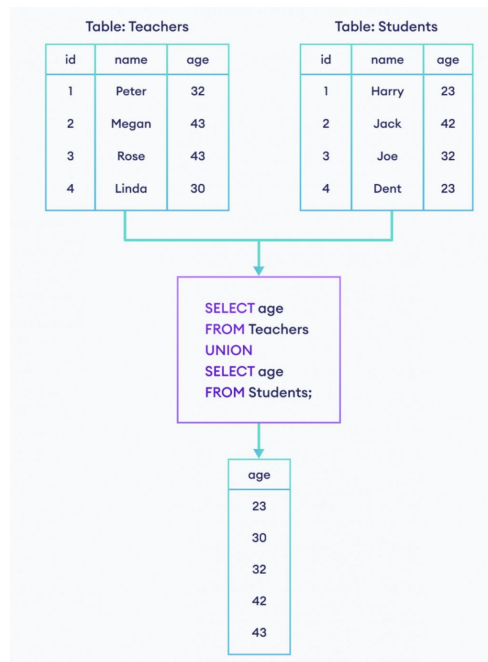 Table: Teachers
id name age
1 Peter 32
2 Megan 43
3 Rose 43
4 Linda 30
Table: Students
id name age
1 Harry 23
2 Jack 42
3 Joe 32
4 Dent 23
SELECT age
FROM Teachers
UNION
SELECT age
FROM Students;
age
23
30
32
42
43